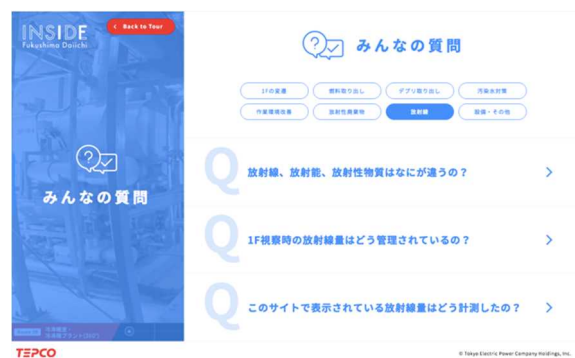 INSIDE
Fukushima Daiichi
Back to Tour
みんなの質問
みんなの質問
1Fの変遷
燃料取り出し
デブリ取り出し
汚染水対策
作業環境改善
放射性廃棄物
放射線
設備・その他
Q 放射線、放射能、放射性物質はなにが違うの?
Q 1F視察時の放射線量はどう管理されているの?
Q このサイトで表示されている放射線量はどう計測したの?
TEPCO
© Tokyo Electric Power Company Holdings, Inc.